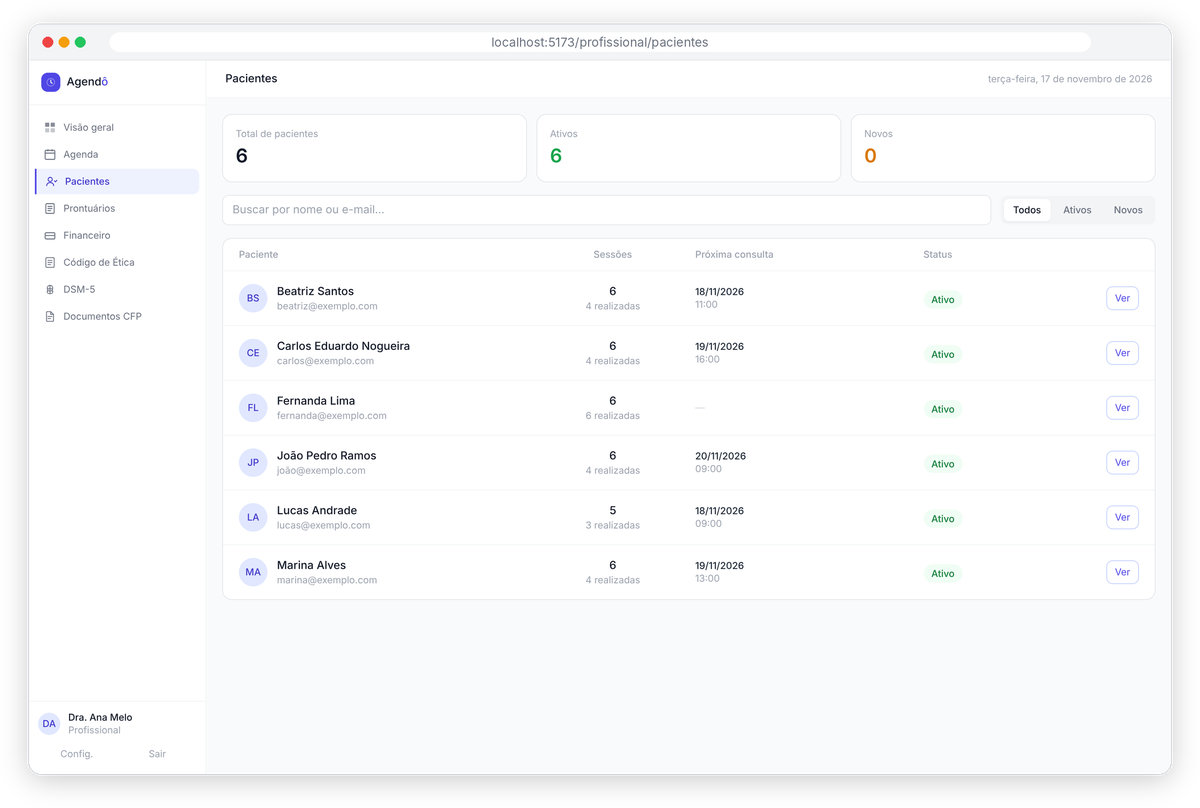 localhost:5173/profissional/pacientes
Agendô
Pacientes
terça-feira, 17 de novembro de 2026
Visão geral
Agenda
Pacientes
Prontuários
Financeiro
Código de Ética
DSM-5
Documentos CFP
Total de pacientes
6
Ativos
6
Novos
0
Buscar por nome ou e-mail...
Todos Ativos Novos
Paciente Sessões Próxima consulta Status
BS Beatriz Santos 6 18/11/2026 Ativo Ver
beatriz@exemplo.com 4 realizadas 11:00
CE Carlos Eduardo Nogueira 6 19/11/2026 Ativo Ver
carlos@exemplo.com 4 realizadas 16:00
FL Fernanda Lima 6 — Ativo Ver
fernanda@exemplo.com 6 realizadas
JP João Pedro Ramos 6 20/11/2026 Ativo Ver
joão@exemplo.com 4 realizadas 09:00
LA Lucas Andrade 5 18/11/2026 Ativo Ver
lucas@exemplo.com 3 realizadas 09:00
MA Marina Alves 6 19/11/2026 Ativo Ver
marina@exemplo.com 4 realizadas 13:00
DA Dra. Ana Melo
Profissional
Config. Sair